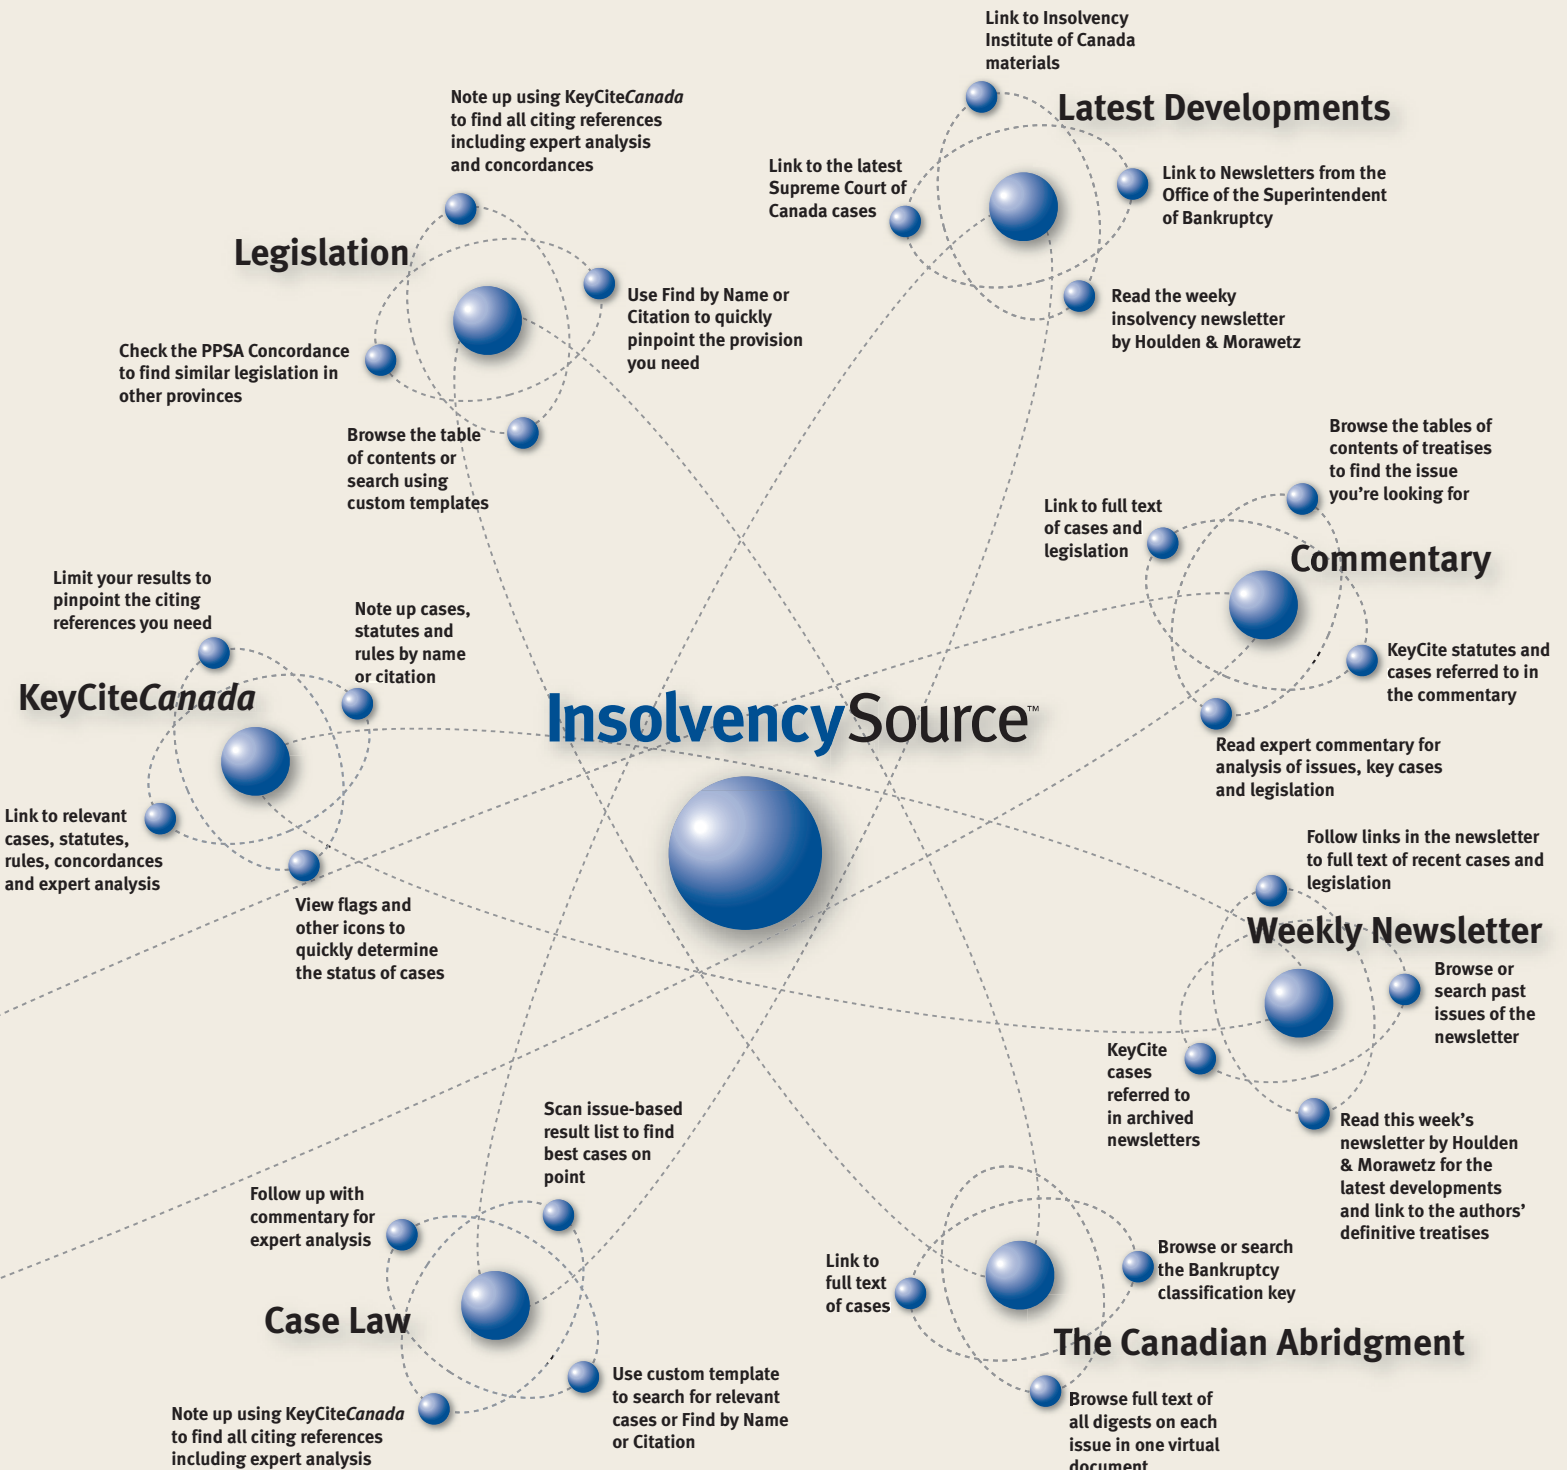 Link to Insolvency
Institute of Canada
materials
Latest Developments
Link to the latest
Supreme Court of
Canada cases
Link to Newsletters from the
Office of the Superintendent
of Bankruptcy
Read the weeky
insolvency newsletter
by Houlden & Morawetz
Note up using KeyCiteCanada
to find all citing references
including expert analysis
and concordances
Legislation
Use Find by Name or
Citation to quickly
pinpoint the provision
you need
Check the PPSA Concordance
to find similar legislation in
other provinces
Browse the table
of contents or
search using
custom templates
Browse the tables of
contents of treatises
to find the issue
you're looking for
Link to full text
of cases and
legislation
Commentary
KeyCite statutes and
cases referred to in
the commentary
Read expert commentary for
analysis of issues, key cases
and legislation
Limit your results to
pinpoint the citing
references you need
Note up cases,
statutes and
rules by name
or citation
KeyCiteCanada
Link to relevant
cases, statutes,
rules, concordances
and expert analysis
View flags and
other icons to
quickly determine
the status of cases
InsolvencySource™
Follow links in the newsletter
to full text of recent cases and
legislation
Weekly Newsletter
Browse or
search past
issues of the
newsletter
KeyCite
cases
referred to
in archived
newsletters
Read this week's
newsletter by Houlden
& Morawetz for the
latest developments
and link to the authors'
definitive treatises
Scan issue-based
result list to find
best cases on
point
Follow up with
commentary for
expert analysis
Case Law
Use custom template
to search for relevant
cases or Find by Name
or Citation
Note up using KeyCiteCanada
to find all citing references
including expert analysis
Link to
full text
of cases
Browse or search
the Bankruptcy
classification key
The Canadian Abridgment
Browse full text of
all digests on each
issue in one virtual
document